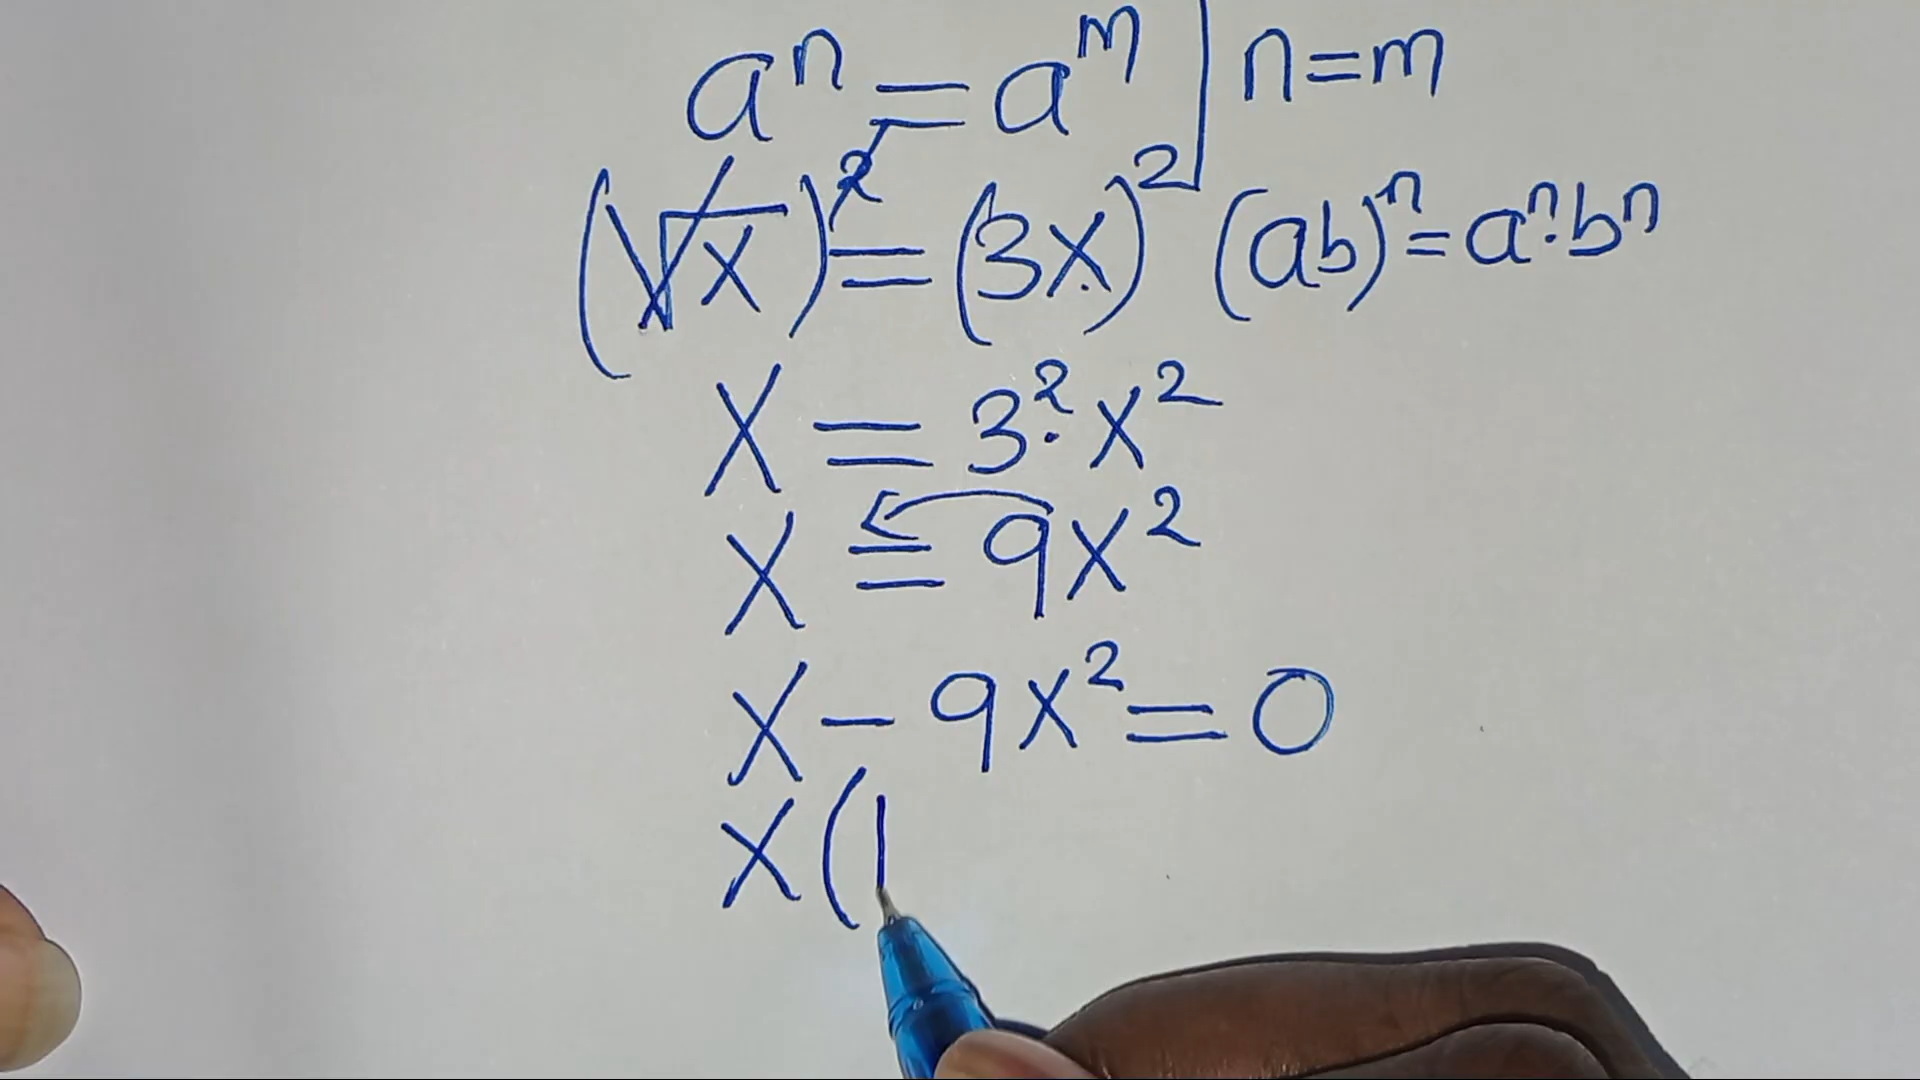 aⁿ = aᵐ | n=m
(√x)² = (3x)² (ab)ⁿ = aⁿ·bⁿ
x = 3²·x²
x = 9x²
x - 9x² = 0
x(1